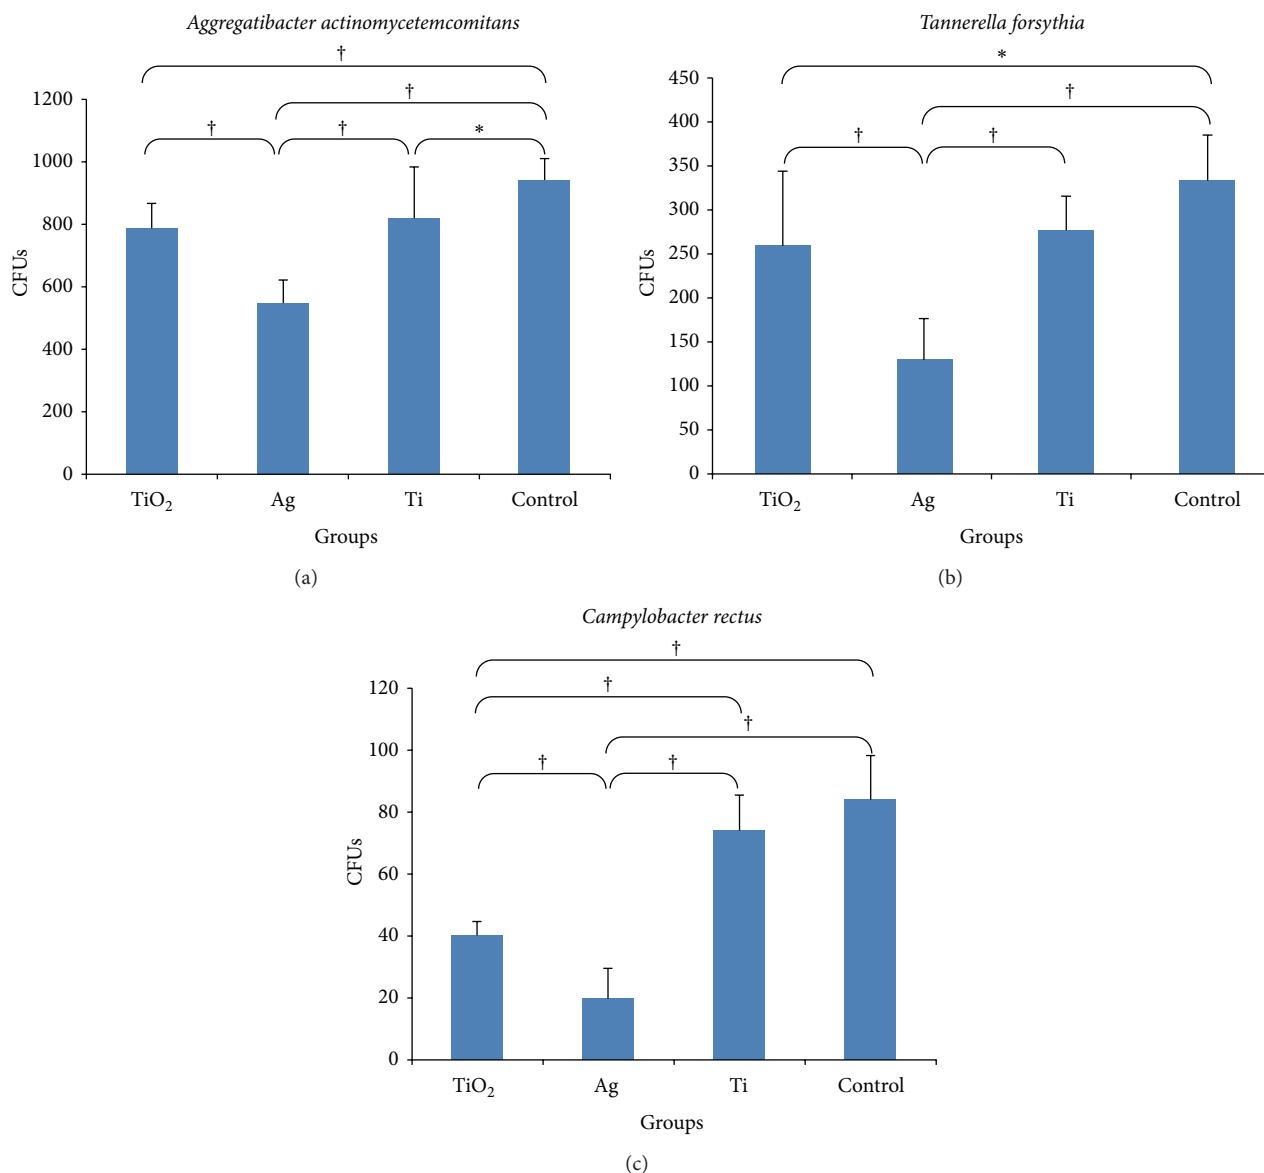 Aggregatibacter actinomycetemcomitans
†
†
† † *
1200
1000
800
600
400
200
0
CFUs
TiO2 Ag Ti Control
Groups
(a)
Tannerella forsythia
*
†
† †
450
400
350
300
250
200
150
100
50
0
CFUs
TiO2 Ag Ti Control
Groups
(b)
Campylobacter rectus
†
†
†
† †
120
100
80
60
40
20
0
CFUs
TiO2 Ag Ti Control
Groups
(c)